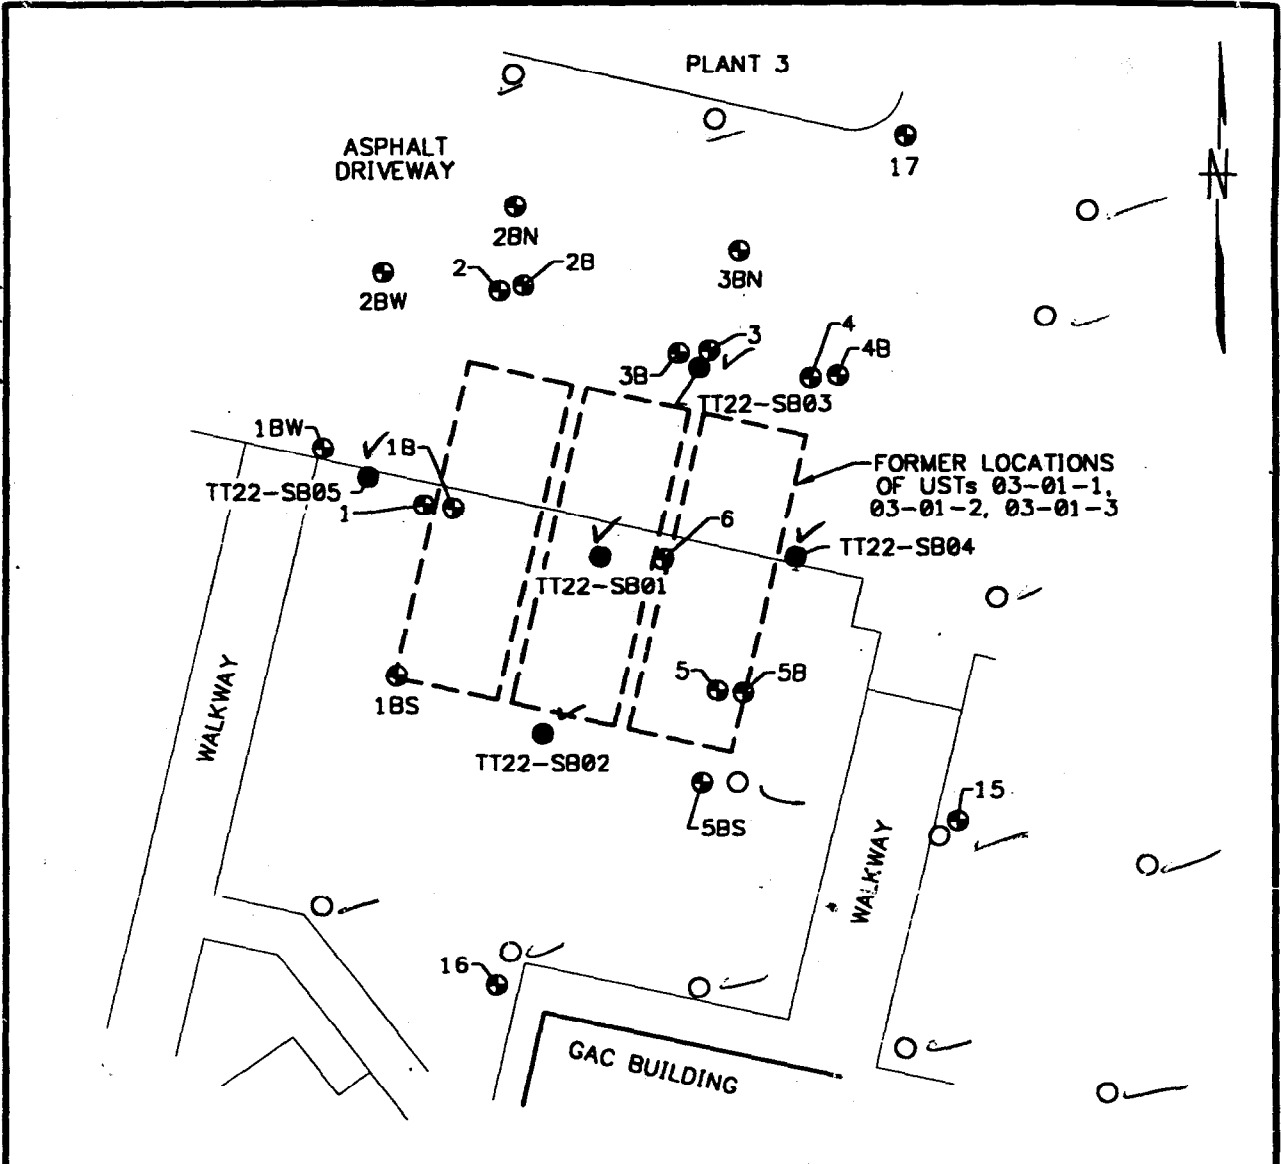 PLANT 3
ASPHALT
DRIVEWAY
17
N
2BN
2
2B
3BN
2BW
3
4
4B
3B
TT22-SB03
1BW
1B
FORMER LOCATIONS
OF USTs 03-01-1,
03-01-2, 03-01-3
TT22-SB05
1
6
TT22-SB04
TT22-SB01
5
5B
WALKWAY
1BS
TT22-SB02
15
5BS
WALKWAY
16
GAC BUILDING